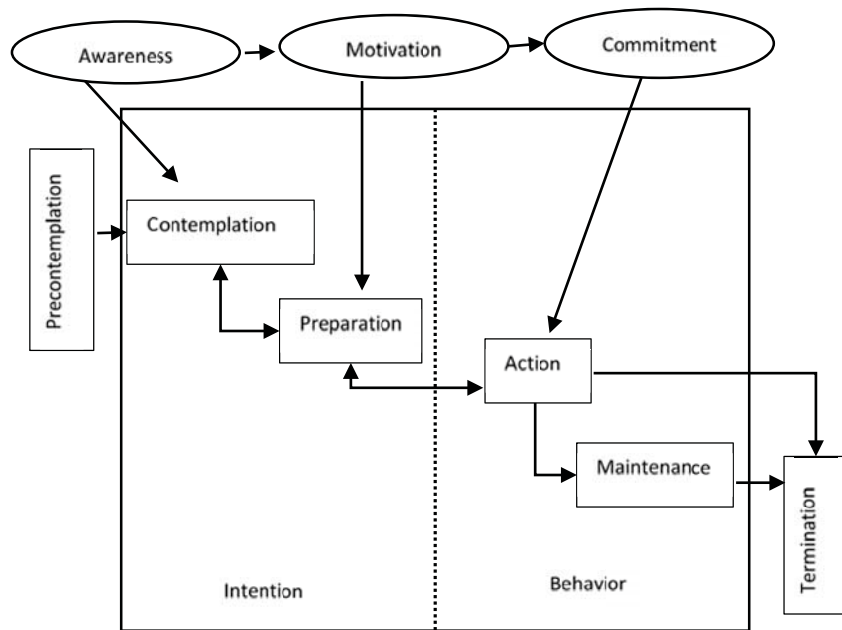 Awareness
Motivation
Commitment
Precontemplation
Contemplation
Preparation
Action
Maintenance
Termination
Intention
Behavior